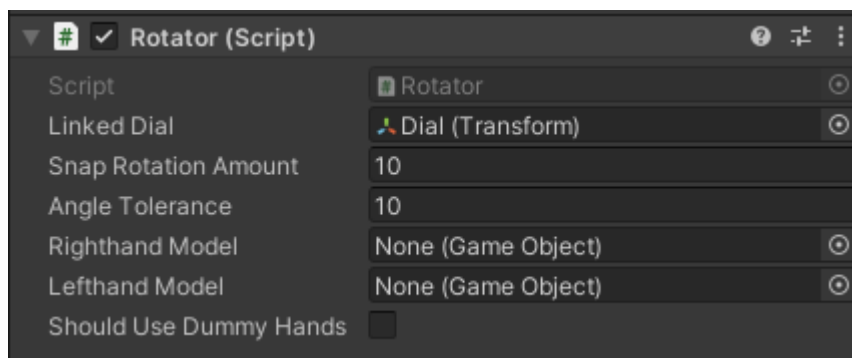 # Rotator (Script)
Script # Rotator
Linked Dial Dial (Transform)
Snap Rotation Amount 10
Angle Tolerance 10
Righthand Model None (Game Object)
Lefthand Model None (Game Object)
Should Use Dummy Hands